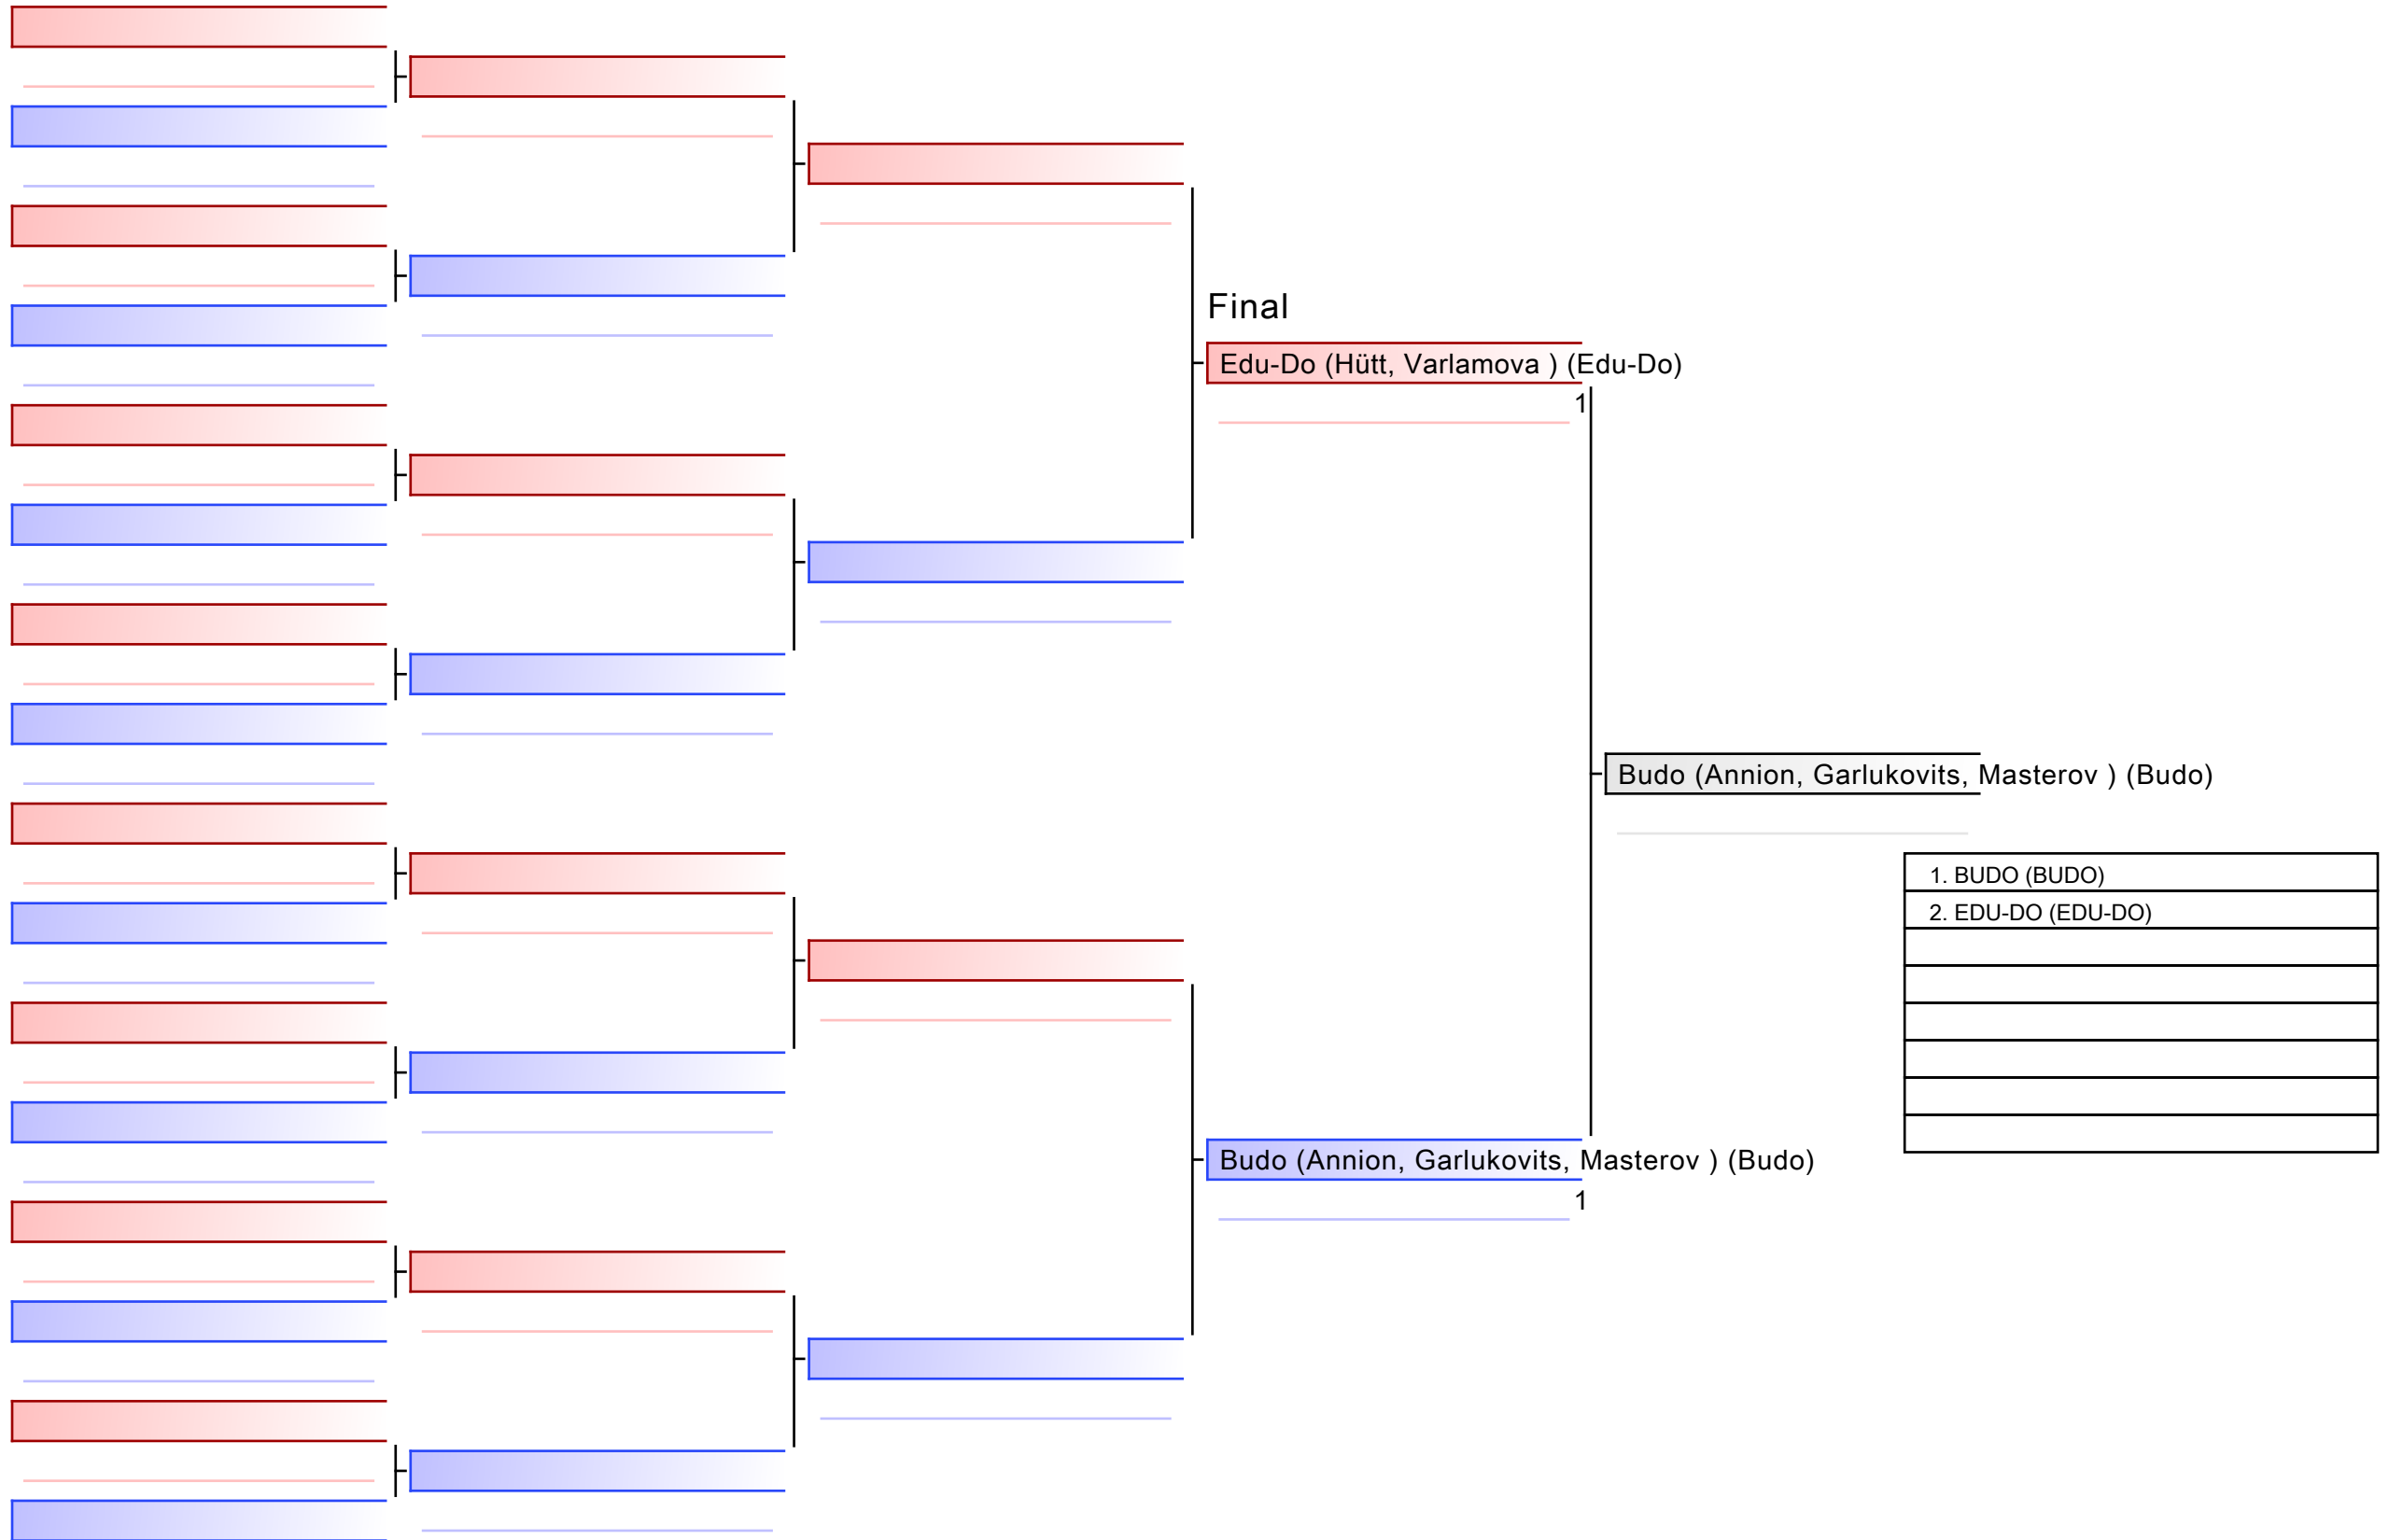 Final
Edu-Do (Hütt, Varlamova ) (Edu-Do)
1
Budo (Annion, Garlukovits, Masterov ) (Budo)
1. BUDO (BUDO)
2. EDU-DO (EDU-DO)
Budo (Annion, Garlukovits, Masterov ) (Budo)
1